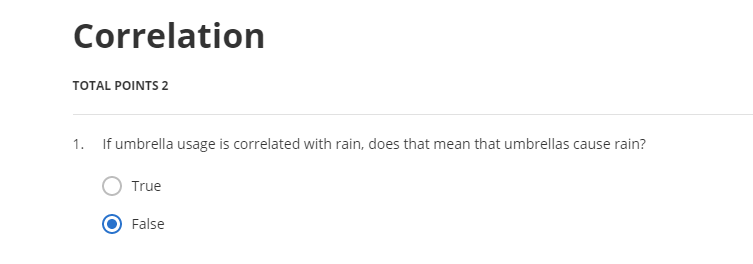 Correlation
TOTAL POINTS 2
1. If umbrella usage is correlated with rain, does that mean that umbrellas cause rain?
True
False